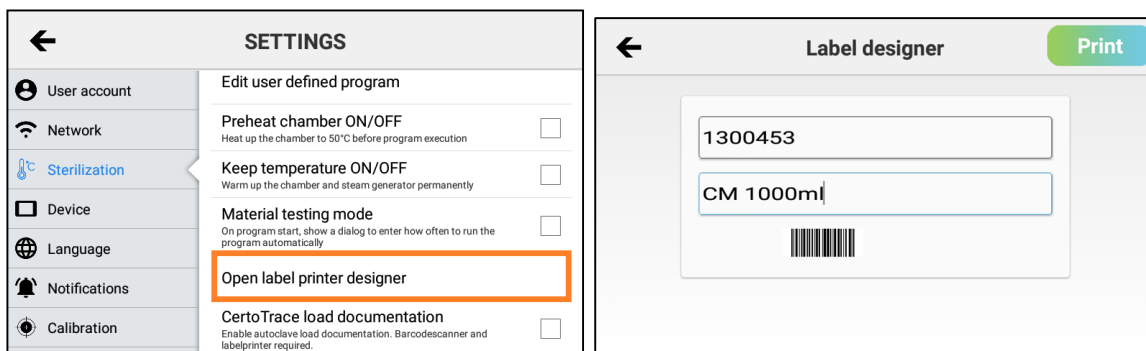 SETTINGS
User account
Network
Sterilization
Device
Language
Notifications
Calibration
Edit user defined program
Preheat chamber ON/OFF
Heat up the chamber to 50°C before program execution
Keep temperature ON/OFF
Warm up the chamber and steam generator permanently
Material testing mode
On program start, show a dialog to enter how often to run the
program automatically
Open label printer designer
CertoTrace load documentation
Enable autoclave load documentation. Barcodescanner and
labelprinter required.
Label designer
Print
1300453
CM 1000ml